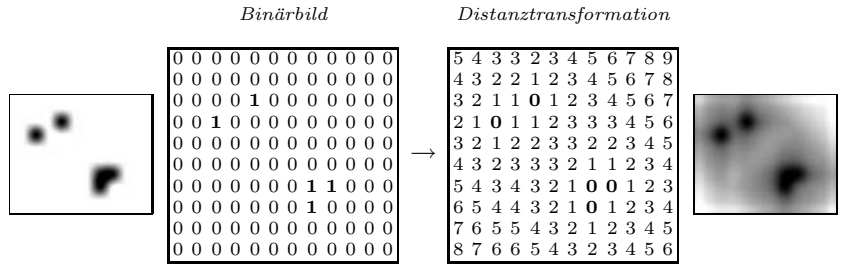 Binärbild Distanztransformation
0 0 0 0 0 0 0 0 0 0 0 0 5 4 3 3 2 3 4 5 6 7 8 9
0 0 0 0 0 0 0 0 0 0 0 0 4 3 2 2 1 2 3 4 5 6 7 8
0 0 0 0 1 0 0 0 0 0 0 0 3 2 1 1 0 1 2 3 4 5 6 7
0 0 1 0 0 0 0 0 0 0 0 0 2 1 0 1 1 2 3 3 3 4 5 6
0 0 0 0 0 0 0 0 0 0 0 0 3 2 1 2 2 3 3 2 2 3 4 5
0 0 0 0 0 0 0 0 0 0 0 0 → 4 3 2 3 3 3 2 1 1 2 3 4
0 0 0 0 0 0 0 1 1 0 0 0 5 4 3 4 3 2 1 0 0 1 2 3
0 0 0 0 0 0 0 1 0 0 0 0 6 5 4 4 3 2 1 0 1 2 3 4
0 0 0 0 0 0 0 0 0 0 0 0 7 6 5 5 4 3 2 1 2 3 4 5
0 0 0 0 0 0 0 0 0 0 0 0 8 7 6 6 5 4 3 2 3 4 5 6